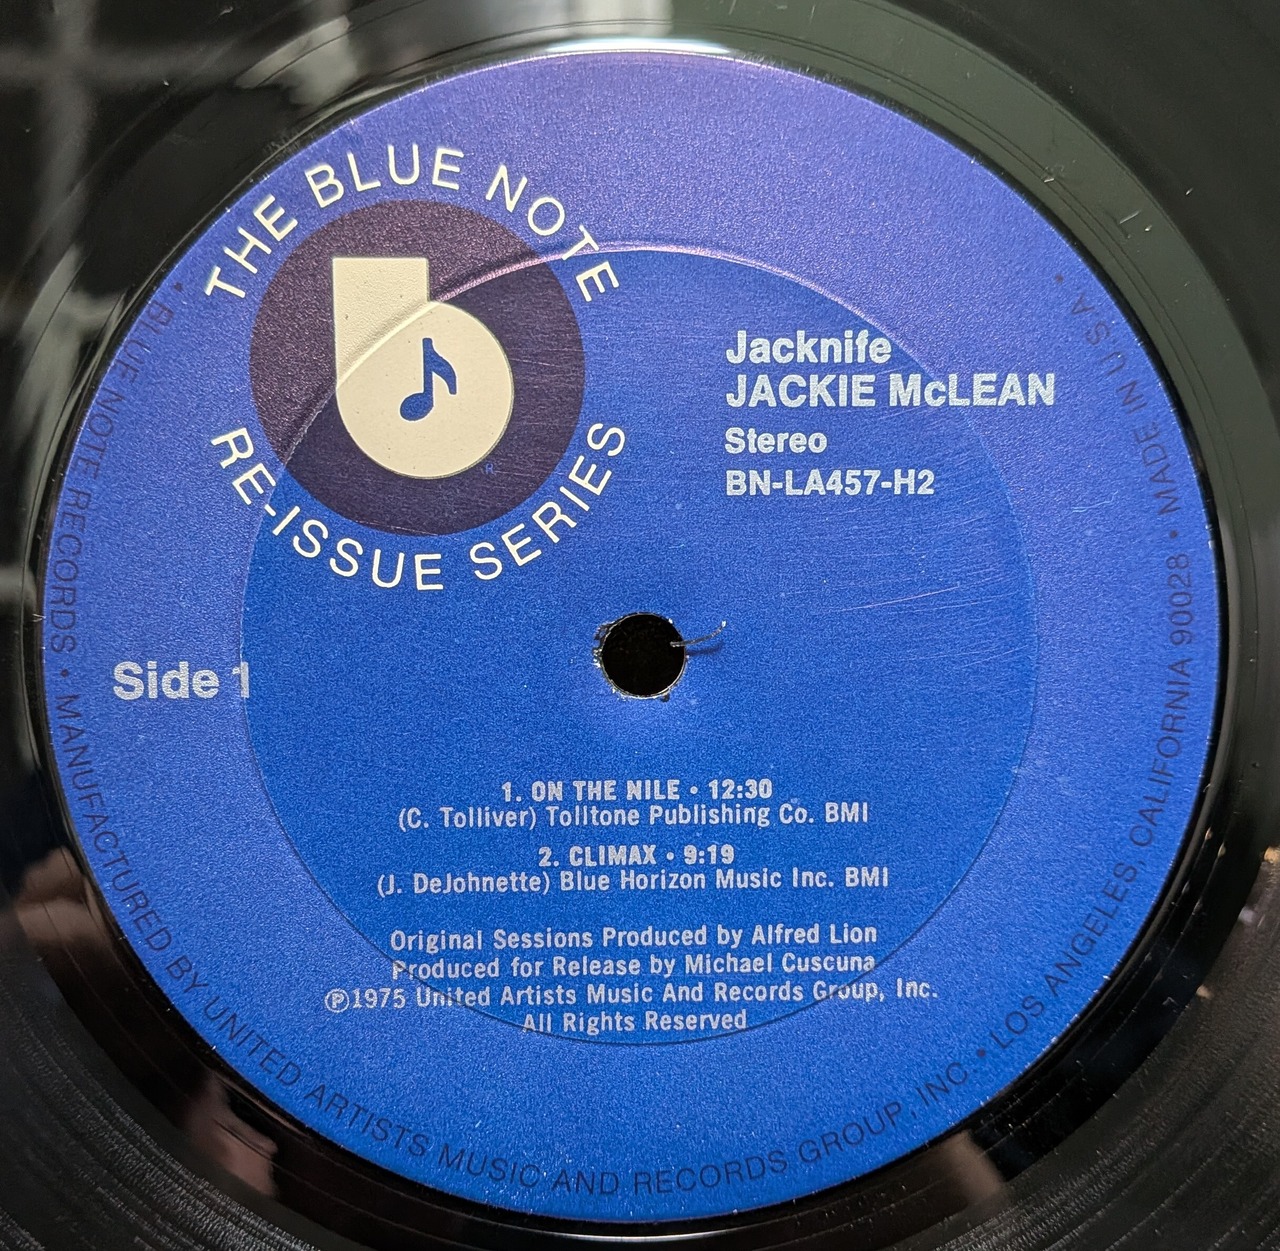 THE BLUE NOTE
RE-ISSUE SERIES
R
Jacknife
JACKIE McLEAN
Stereo
BN-LA457-H2
Side 1
1. ON THE NILE • 12:30
(C. Tolliver) Tolltone Publishing Co. BMI
2. CLIMAX • 9:19
(J. DeJohnette) Blue Horizon Music Inc. BMI
Original Sessions Produced by Alfred Lion
Produced for Release by Michael Cuscuna
℗1975 United Artists Music And Records Group, Inc.
All Rights Reserved
• BLUE NOTE RECORDS • MANUFACTURED BY UNITED ARTISTS MUSIC AND RECORDS GROUP, INC. • LOS ANGELES, CALIFORNIA 90028 • MADE IN U.S.A •